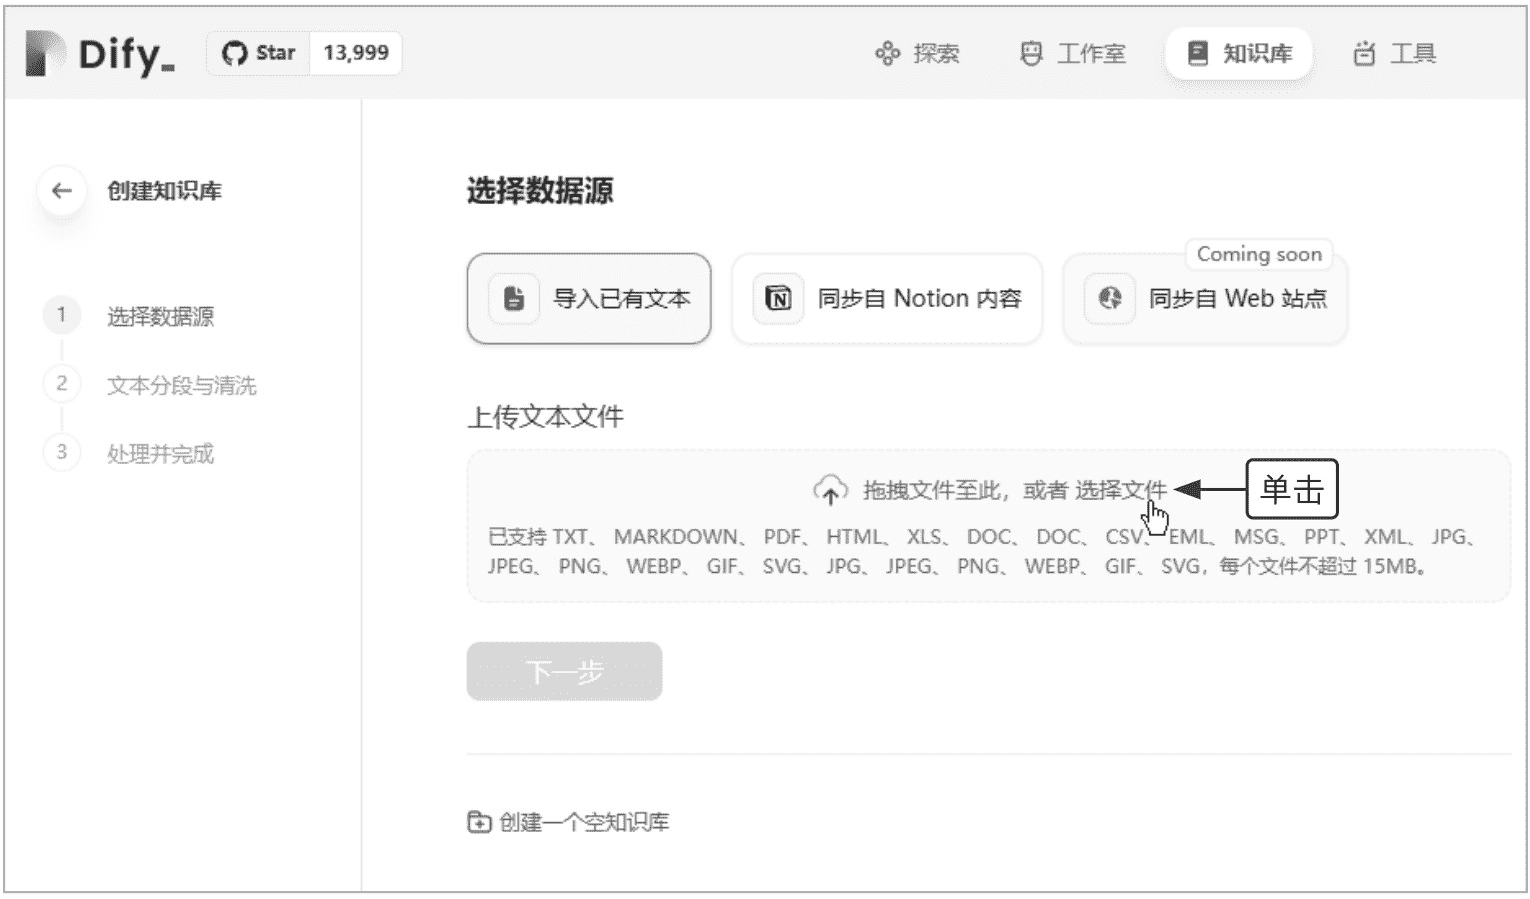 Dify_ Star 13,999 探索 工作室 知识库 工具
创建知识库
1 选择数据源
2 文本分段与清洗
3 处理并完成
选择数据源
Coming soon
导入已有文本 同步自 Notion 内容 同步自 Web 站点
上传文本文件
拖拽文件至此，或者 选择文件 单击
已支持 TXT、 MARKDOWN、 PDF、 HTML、 XLS、 DOC、 DOC、 CSV、 EML、 MSG、 PPT、 XML、 JPG、
JPEG、 PNG、 WEBP、 GIF、 SVG、 JPG、 JPEG、 PNG、 WEBP、 GIF、 SVG，每个文件不超过 15MB。
下一步
创建一个空知识库